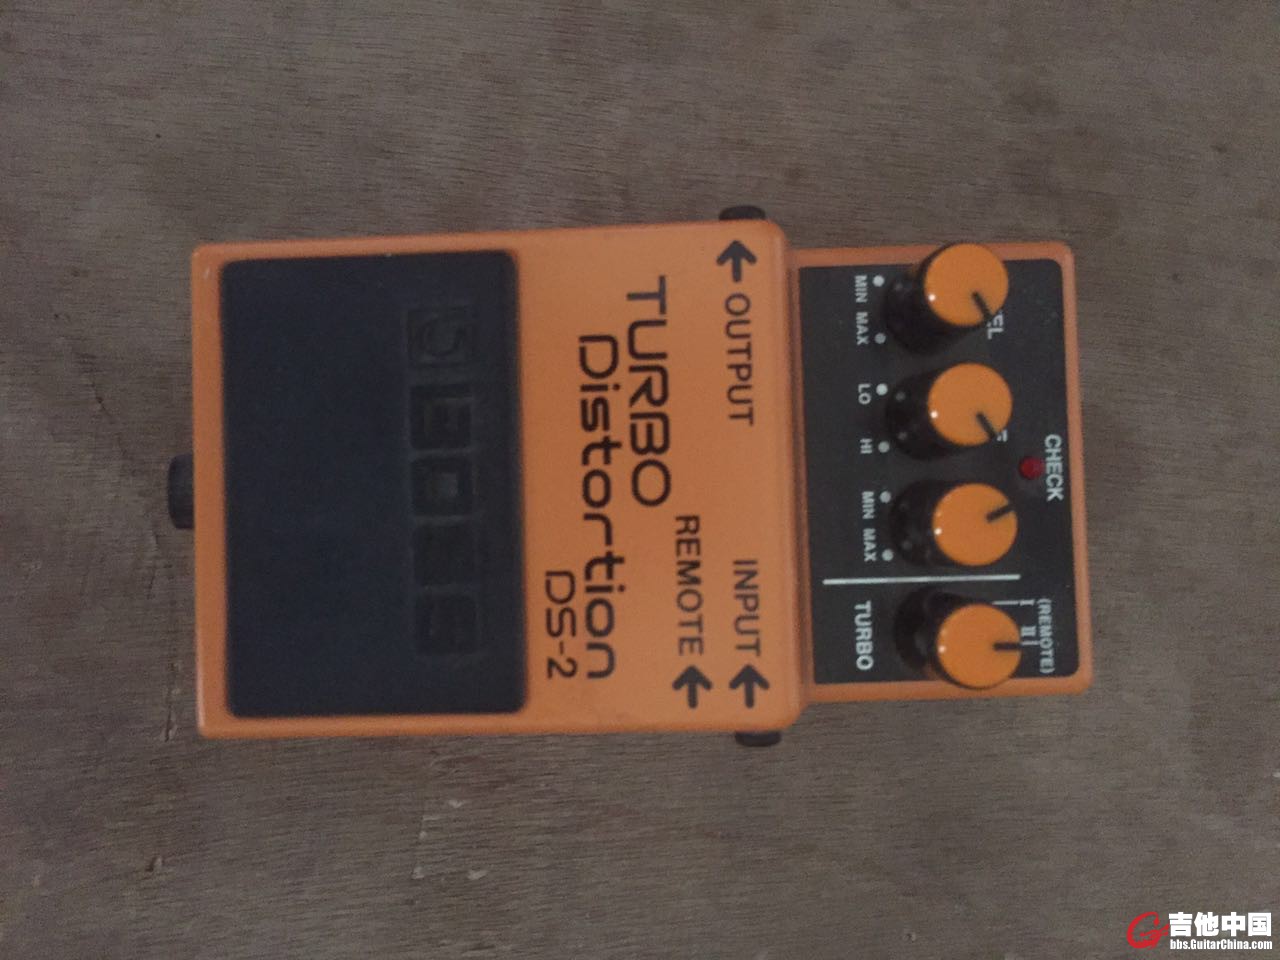 CHECK
(REMOTE)
I II
MIN MAX
LO HI
MIN MAX
TURBO
OUTPUT
INPUT
REMOTE
TURBO
Distortion
DS-2
BOSS
吉他中国
bbs.GuitarChina.com